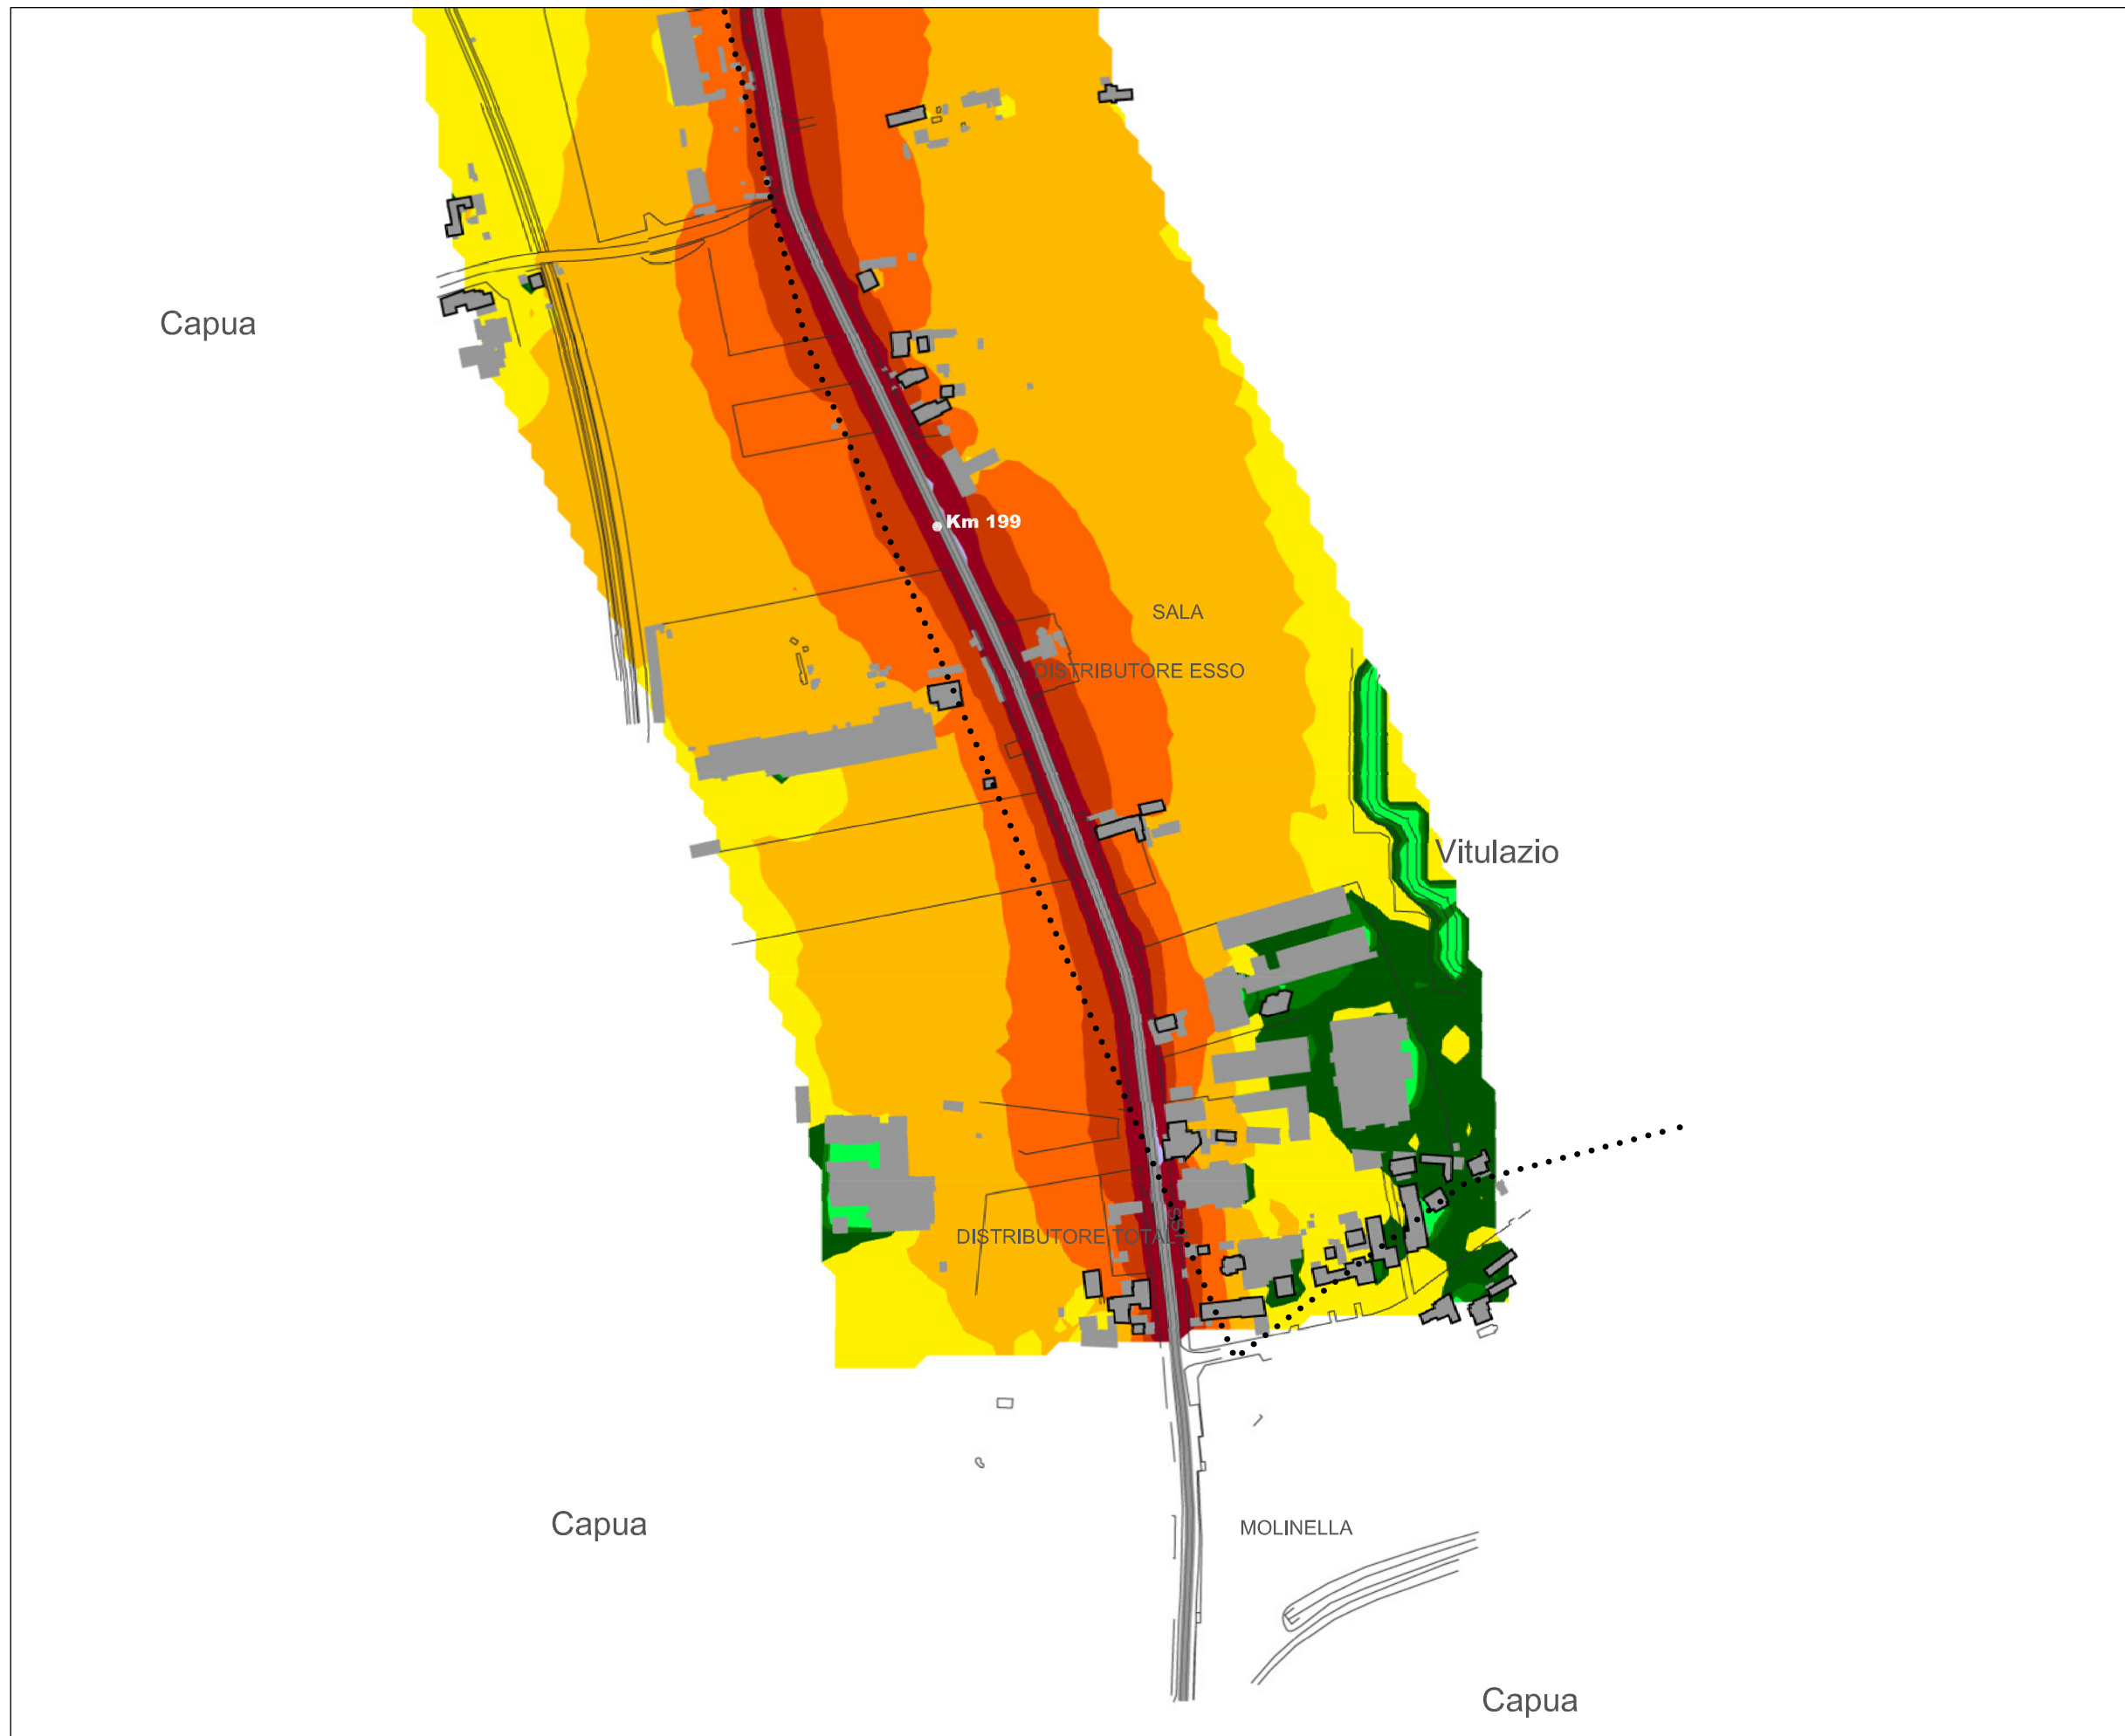 Capua
Km 199
SALA
DISTRIBUTORE ESSO
Vitulazio
DISTRIBUTORE TOTAL
Capua
MOLINELLA
Capua